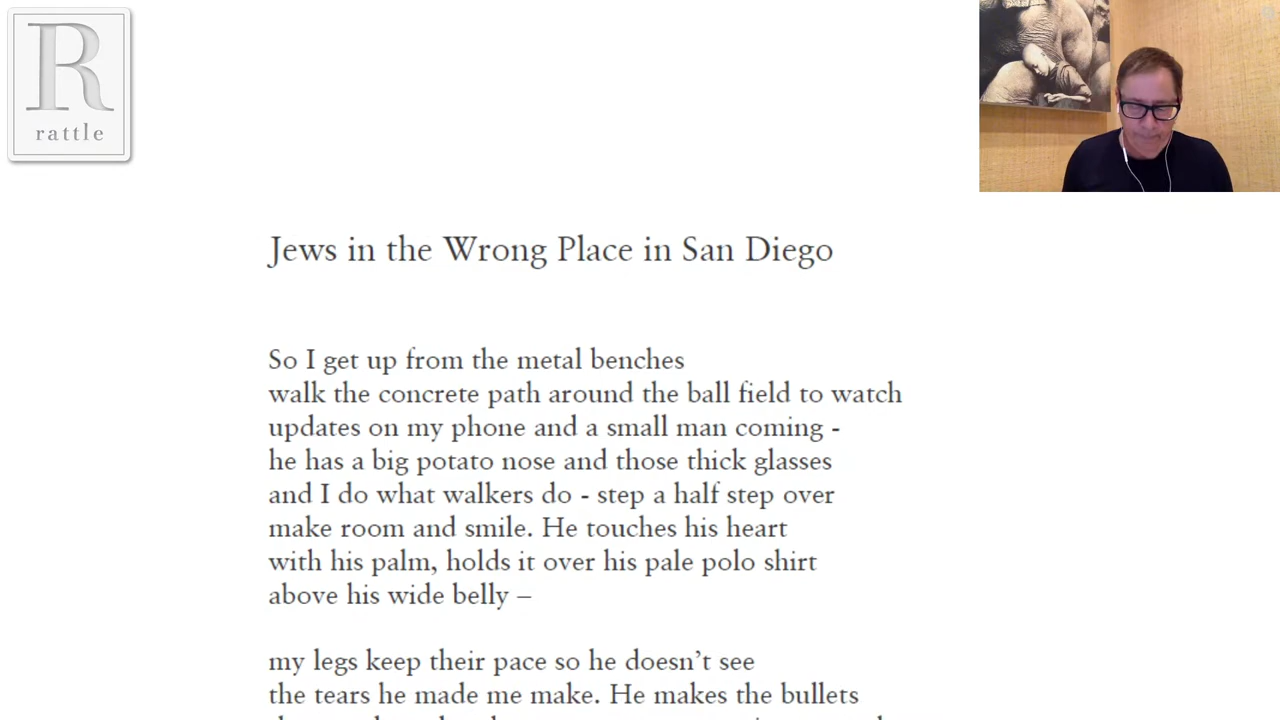 R
rattle
Jews in the Wrong Place in San Diego
So I get up from the metal benches
walk the concrete path around the ball field to watch
updates on my phone and a small man coming -
he has a big potato nose and those thick glasses
and I do what walkers do - step a half step over
make room and smile. He touches his heart
with his palm, holds it over his pale polo shirt
above his wide belly –
my legs keep their pace so he doesn't see
the tears he made me make. He makes the bullets